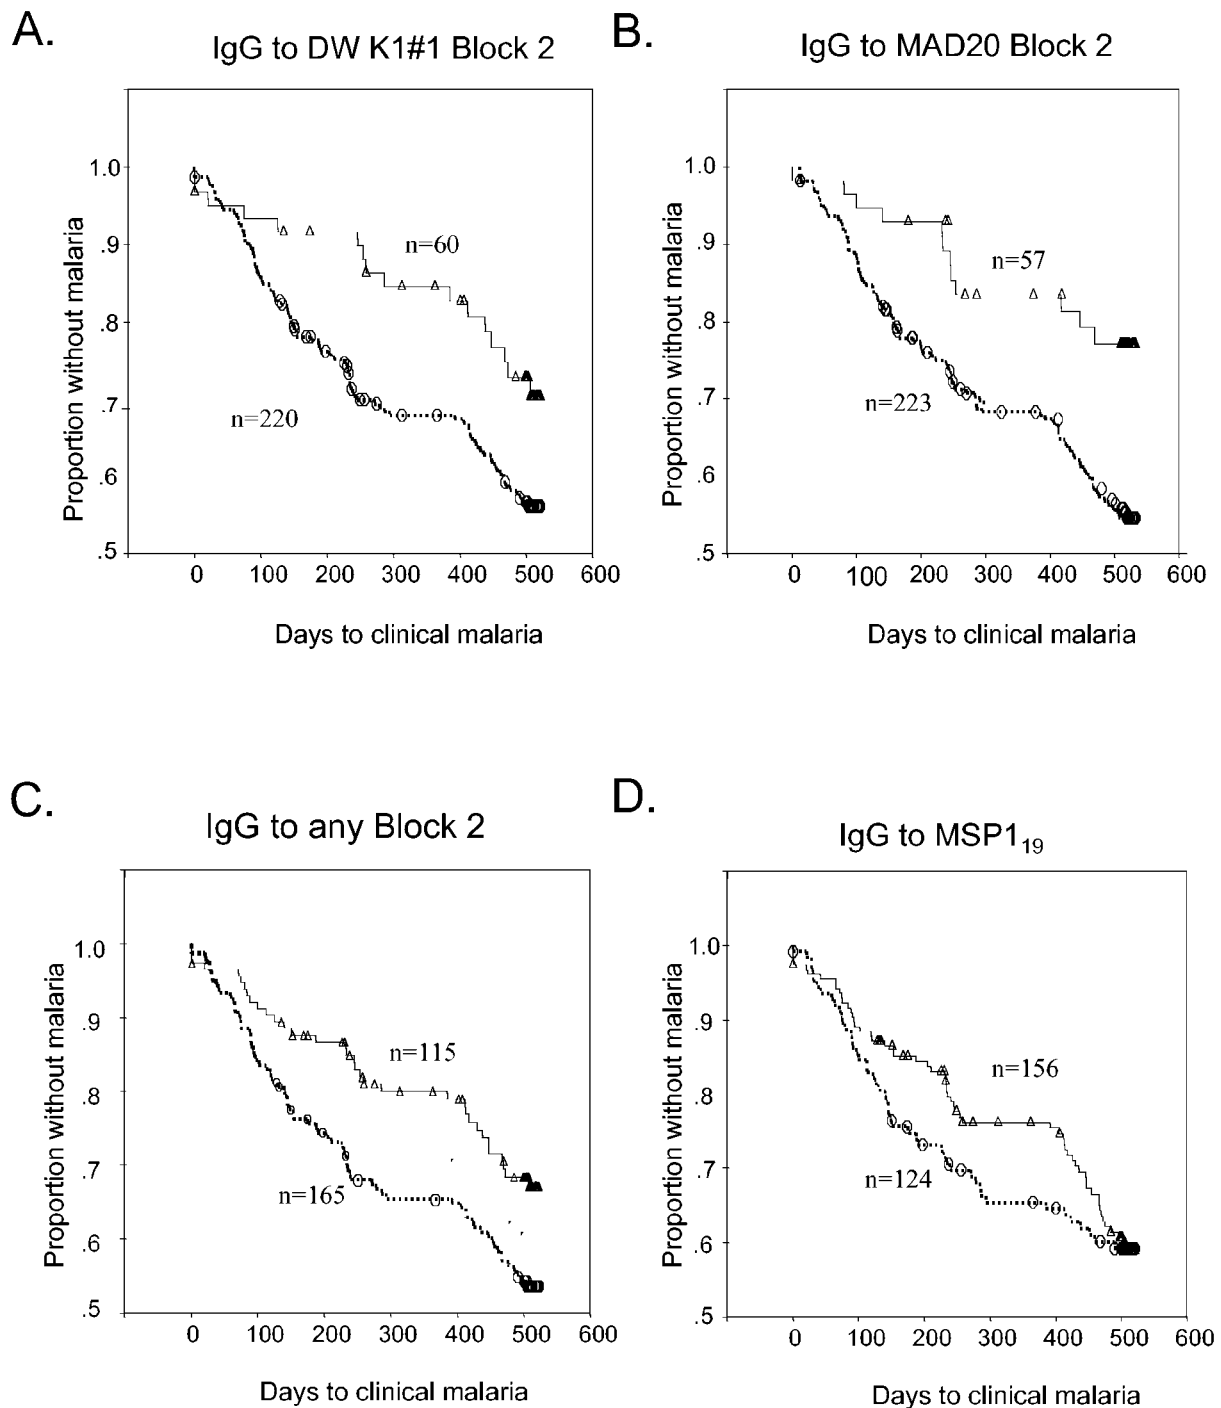 A.
IgG to DW K1#1 Block 2
Proportion without malaria
1.0
.9
.8
.7
.6
.5
n=60
n=220
0 100 200 300 400 500 600
Days to clinical malaria
B.
IgG to MAD20 Block 2
Proportion without malaria
1.0
.9
.8
.7
.6
.5
n=57
n=223
0 100 200 300 400 500 600
Days to clinical malaria
C.
IgG to any Block 2
Proportion without malaria
1.0
.9
.8
.7
.6
.5
n=115
n=165
0 100 200 300 400 500 600
Days to clinical malaria
D.
IgG to MSP1₁₉
Proportion without malaria
1.0
.9
.8
.7
.6
.5
n=156
n=124
0 100 200 300 400 500 600
Days to clinical malaria